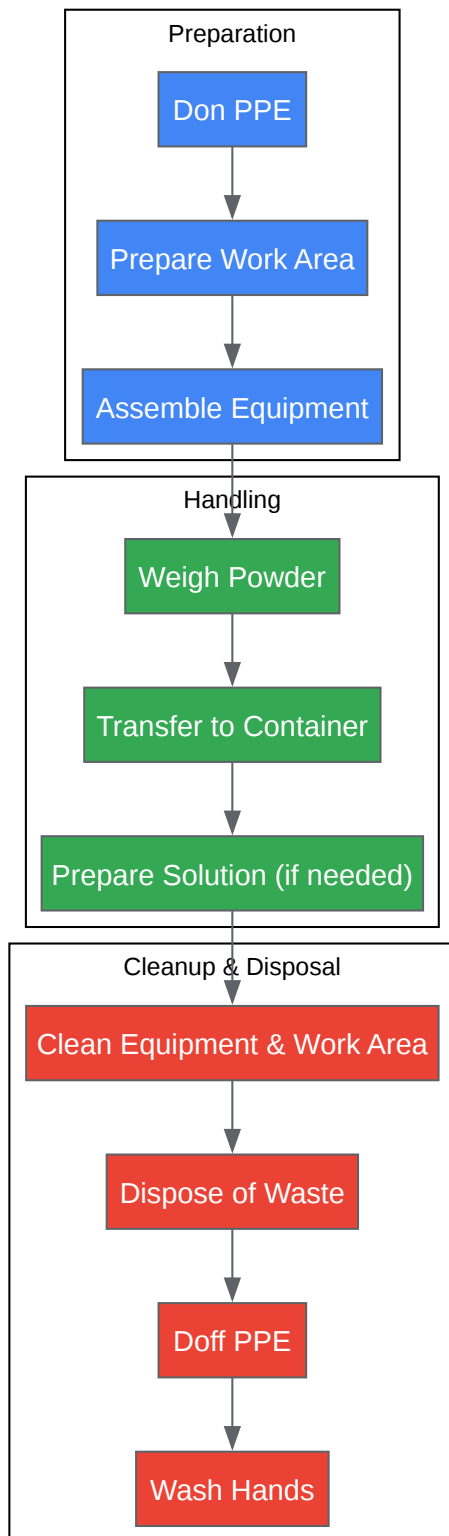 Preparation
Don PPE
Prepare Work Area
Assemble Equipment
Handling
Weigh Powder
Transfer to Container
Prepare Solution (if needed)
Cleanup & Disposal
Clean Equipment & Work Area
Dispose of Waste
Doff PPE
Wash Hands